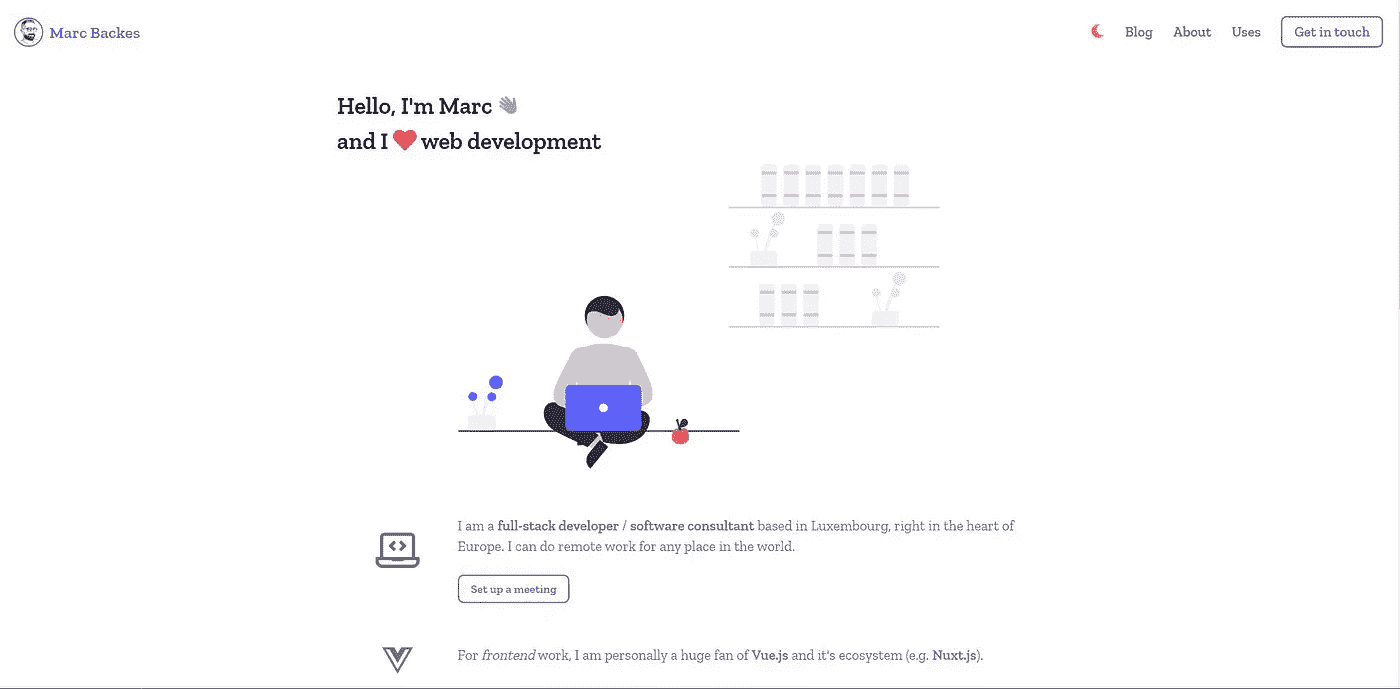 Marc Backes
Blog
About
Uses
Get in touch
Hello, I'm Marc 👋
and I ❤️ web development
I am a full-stack developer / software consultant based in Luxembourg, right in the heart of
Europe. I can do remote work for any place in the world.
Set up a meeting
For frontend work, I am personally a huge fan of Vue.js and it's ecosystem (e.g. Nuxt.js).